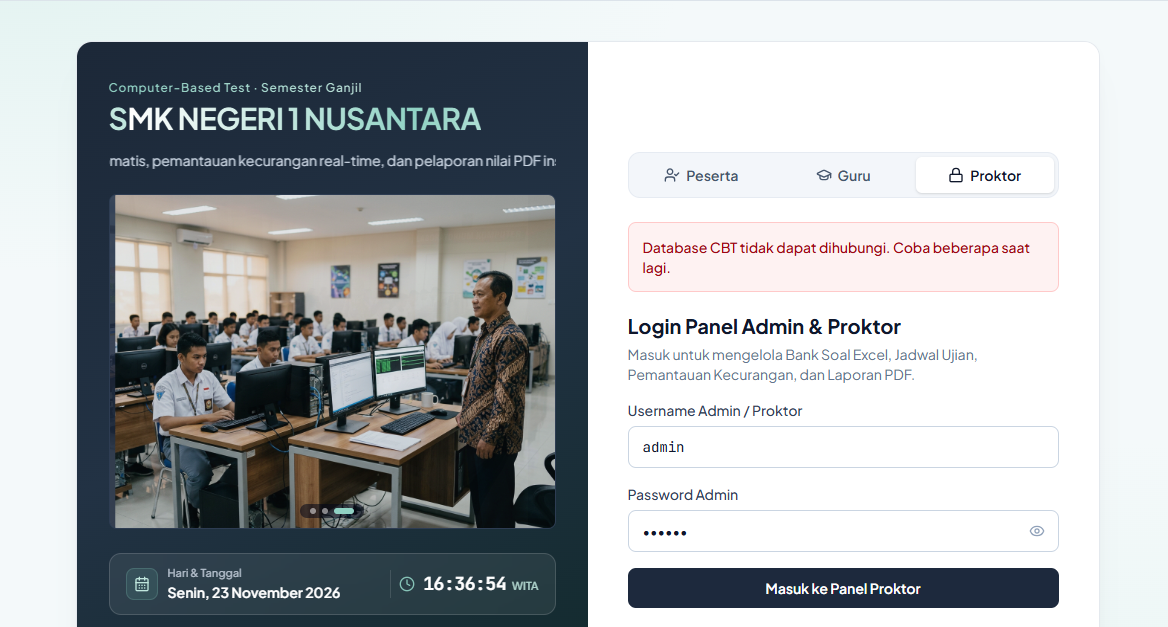 Computer-Based Test · Semester Ganjil
SMK NEGERI 1 NUSANTARA
matis, pemantauan kecurangan real-time, dan pelaporan nilai PDF ins
Hari & Tanggal
Senin, 23 November 2026
16:36:54 WITA
Peserta
Guru
Proktor
Database CBT tidak dapat dihubungi. Coba beberapa saat
lagi.
Login Panel Admin & Proktor
Masuk untuk mengelola Bank Soal Excel, Jadwal Ujian,
Pemantauan Kecurangan, dan Laporan PDF.
Username Admin / Proktor
admin
Password Admin
••••••
Masuk ke Panel Proktor